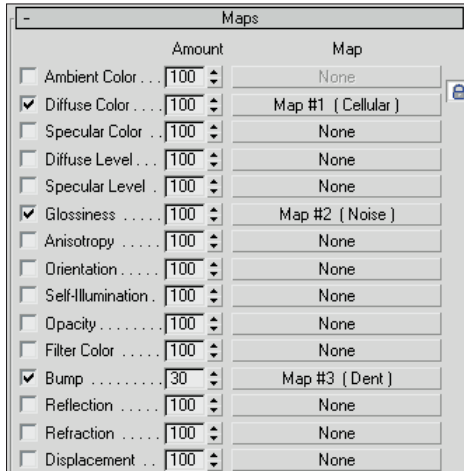 - Maps
Amount Map
Ambient Color . . . 100 None
Diffuse Color . . . . 100 Map #1 ( Cellular )
Specular Color . . 100 None
Diffuse Level . . . 100 None
Specular Level . 100 None
Glossiness . . . . . 100 Map #2 ( Noise )
Anisotropy . . . . . 100 None
Orientation . . . . . 100 None
Self-Illumination . 100 None
Opacity . . . . . . . . 100 None
Filter Color . . . . . 100 None
Bump . . . . . . . . . 30 Map #3 ( Dent )
Reflection . . . . . 100 None
Refraction . . . . . 100 None
Displacement . . 100 None